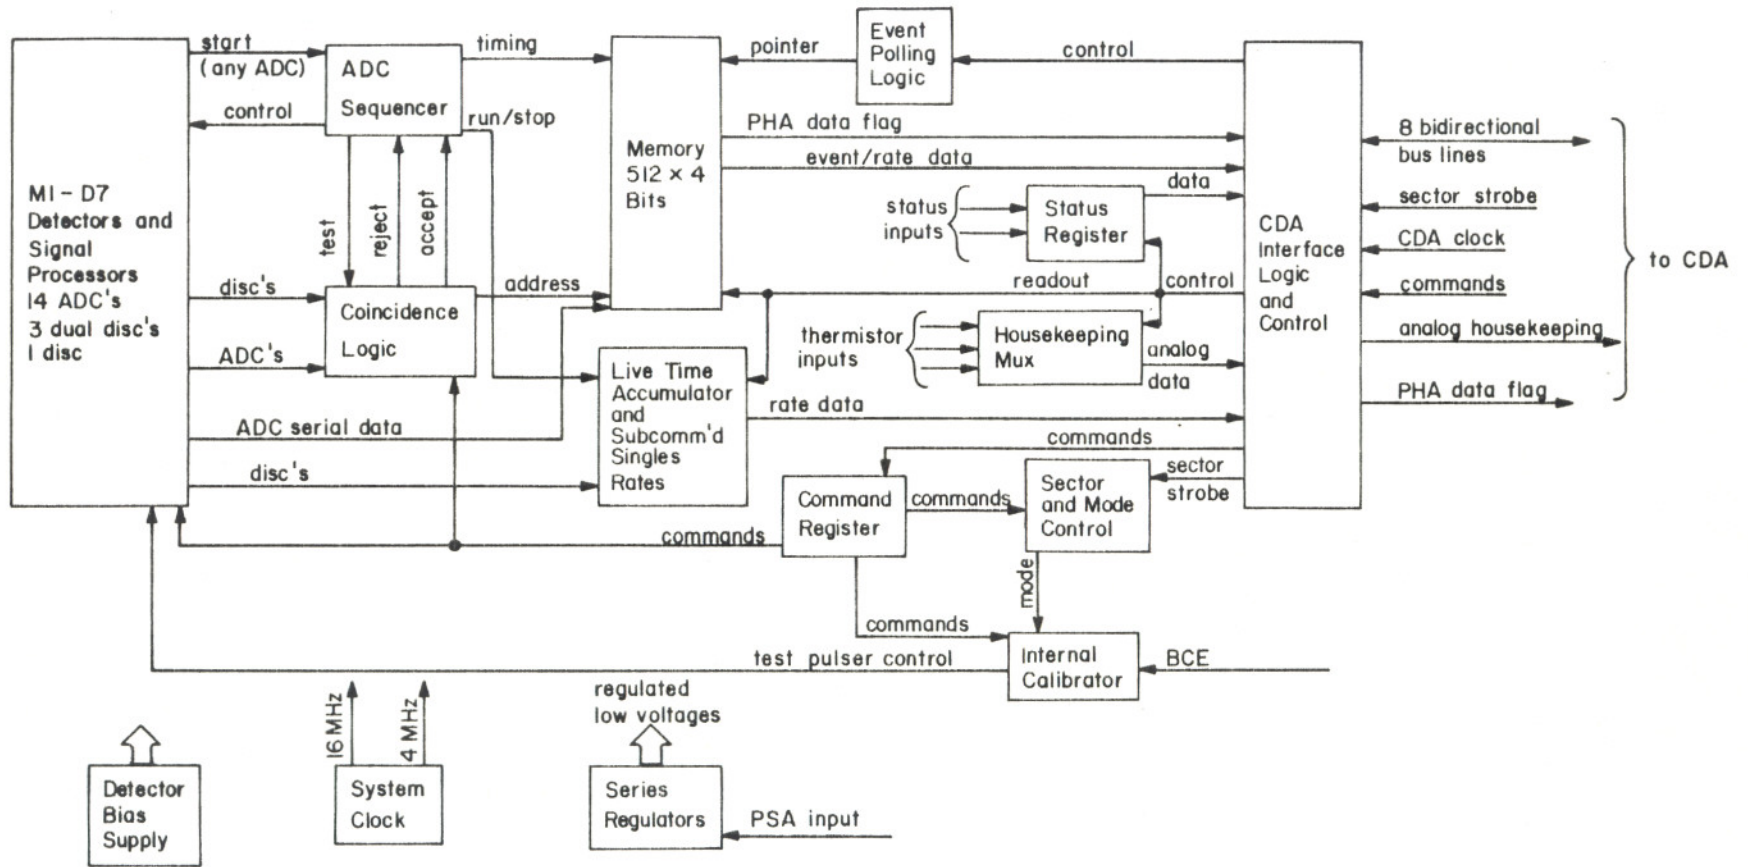 start
(any ADC)
control
M1 - D7
Detectors and
Signal
Processors
14 ADC's
3 dual disc's
1 disc
disc's
ADC's
ADC serial data
disc's
ADC
Sequencer
timing
run/stop
test
reject
accept
Coincidence
Logic
address
Memory
512 × 4
Bits
pointer
Event
Polling
Logic
control
PHA data flag
event/rate data
status
inputs
Status
Register
data
readout
control
thermistor
inputs
Housekeeping
Mux
analog
data
Live Time
Accumulator
and
Subcomm'd
Singles
Rates
rate data
commands
sector
strobe
CDA
Interface
Logic
and
Control
8 bidirectional
bus lines
sector strobe
CDA clock
commands
analog housekeeping
PHA data flag
to CDA
Command
Register
commands
Sector
and Mode
Control
commands
mode
commands
test pulser control
Internal
Calibrator
BCE
16 MHz
4 MHz
regulated
low voltages
Detector
Bias
Supply
System
Clock
Series
Regulators
PSA input